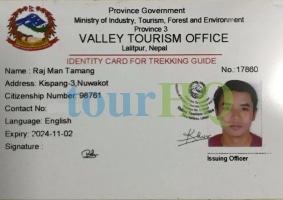 Province Government
Ministry of Industry, Tourism, Forest and Environment
Province 3
VALLEY TOURISM OFFICE
Lalitpur, Nepal
IDENTITY CARD FOR TREKKING GUIDE
Name : Raj Man Tamang
No.:17860
Address: Kispang-3,Nuwakot
Citizenship Number: 98761
Contact No:
Language: English
Expiry: 2024-11-02
Signature :
Issuing Officer
tourHQ